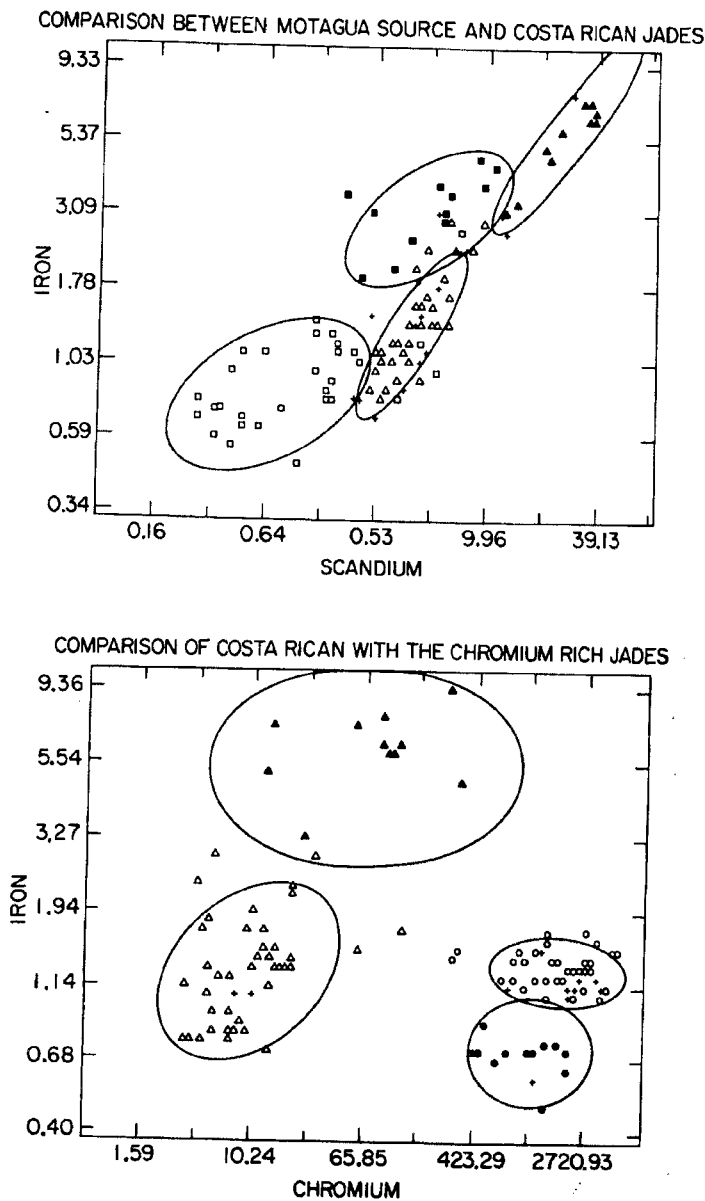 COMPARISON BETWEEN MOTAGUA SOURCE AND COSTA RICAN JADES
9.33
5.37
3.09
1.78
1.03
0.59
0.34
IRON
0.16 0.64 0.53 9.96 39.13
SCANDIUM
COMPARISON OF COSTA RICAN WITH THE CHROMIUM RICH JADES
9.36
5.54
3,27
1.94
1.14
0.68
0.40
IRON
1.59 10.24 65.85 423.29 2720.93
CHROMIUM